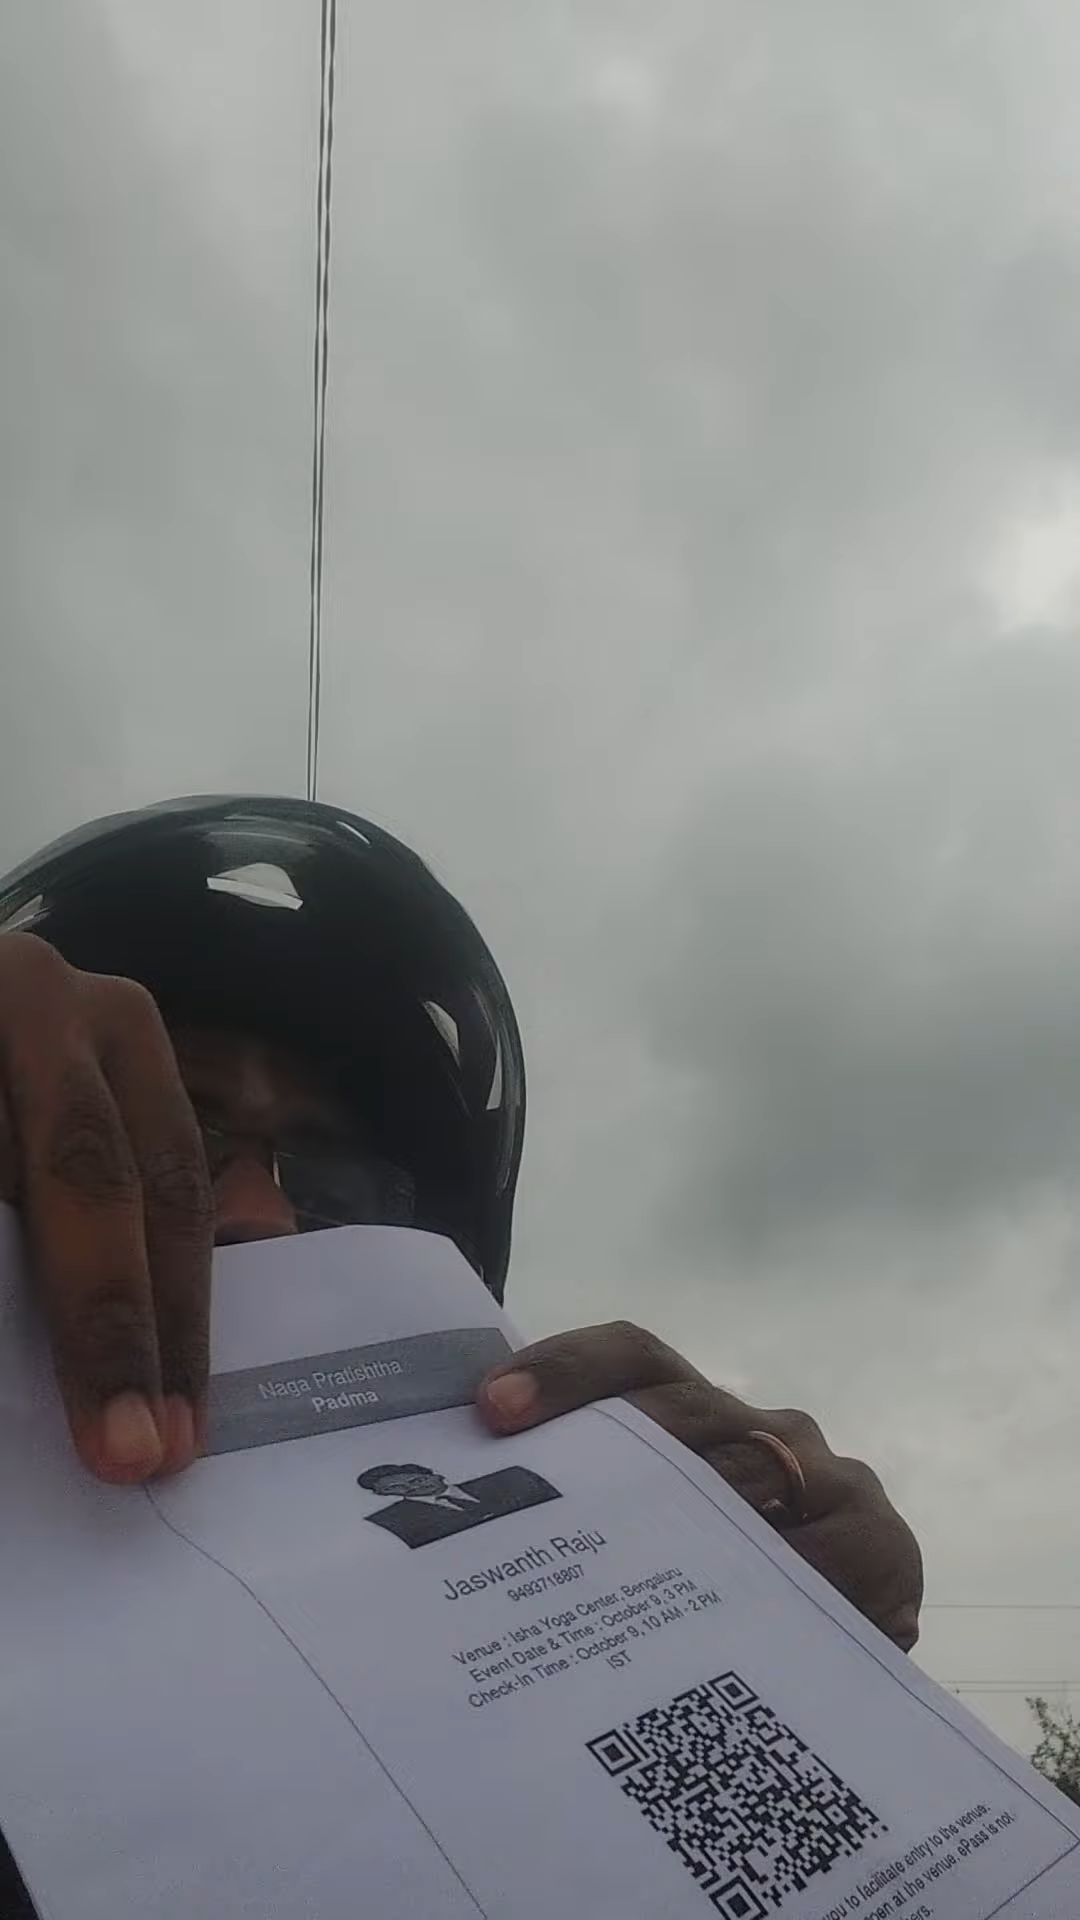 Naga Pratishtha
Padma
Jaswanth Raju
9493718807
Venue : Isha Yoga Center, Bengaluru
Event Date & Time : October 9, 3 PM
Check-In Time : October 9, 10 AM - 2 PM
IST
you to facilitate entry to the venue.
open at the venue. ePass is not